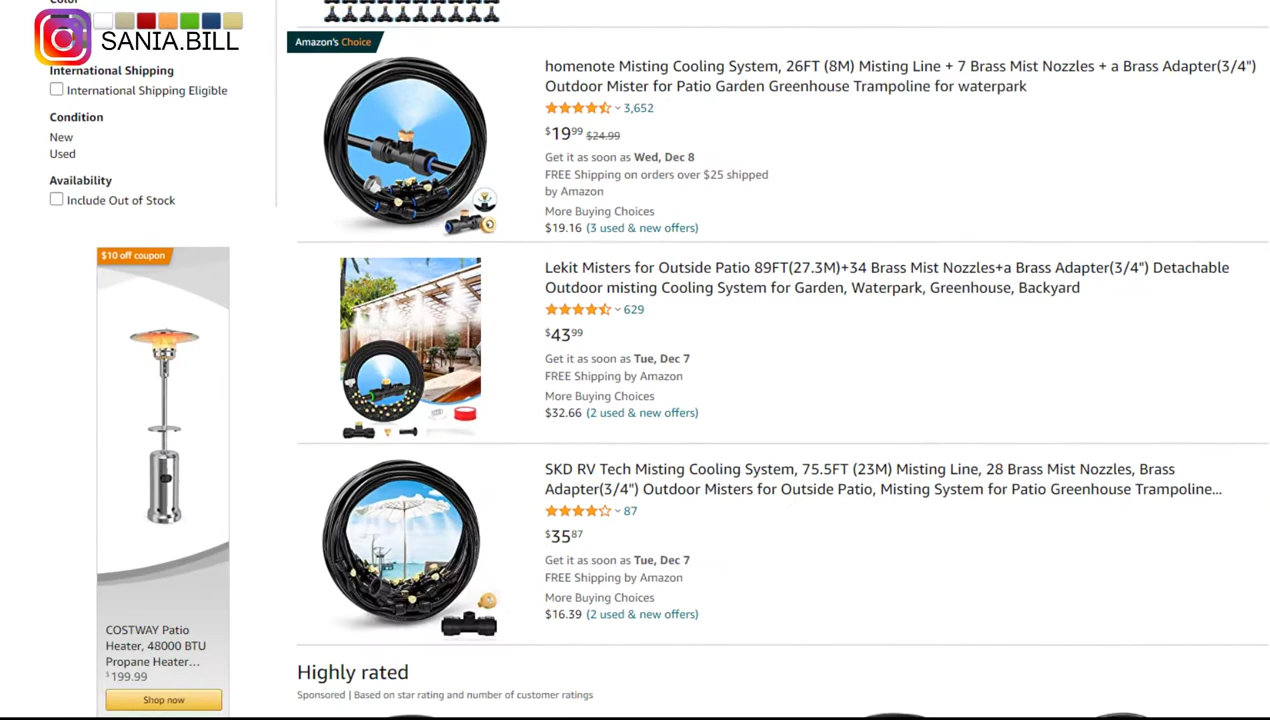 Color
SANIA.BILL
International Shipping
International Shipping Eligible
Condition
New
Used
Availability
Include Out of Stock
$10 off coupon
COSTWAY Patio
Heater, 48000 BTU
Propane Heater...
$199.99
Shop now
Amazon's Choice
homenote Misting Cooling System, 26FT (8M) Misting Line + 7 Brass Mist Nozzles + a Brass Adapter(3/4")
Outdoor Mister for Patio Garden Greenhouse Trampoline for waterpark
3,652
$19.99 $24.99
Get it as soon as Wed, Dec 8
FREE Shipping on orders over $25 shipped
by Amazon
More Buying Choices
$19.16 (3 used & new offers)
Lekit Misters for Outside Patio 89FT(27.3M)+34 Brass Mist Nozzles+a Brass Adapter(3/4") Detachable
Outdoor misting Cooling System for Garden, Waterpark, Greenhouse, Backyard
629
$43.99
Get it as soon as Tue, Dec 7
FREE Shipping by Amazon
More Buying Choices
$32.66 (2 used & new offers)
SKD RV Tech Misting Cooling System, 75.5FT (23M) Misting Line, 28 Brass Mist Nozzles, Brass
Adapter(3/4") Outdoor Misters for Outside Patio, Misting System for Patio Greenhouse Trampoline...
87
$35.87
Get it as soon as Tue, Dec 7
FREE Shipping by Amazon
More Buying Choices
$16.39 (2 used & new offers)
Highly rated
Sponsored | Based on star rating and number of customer ratings